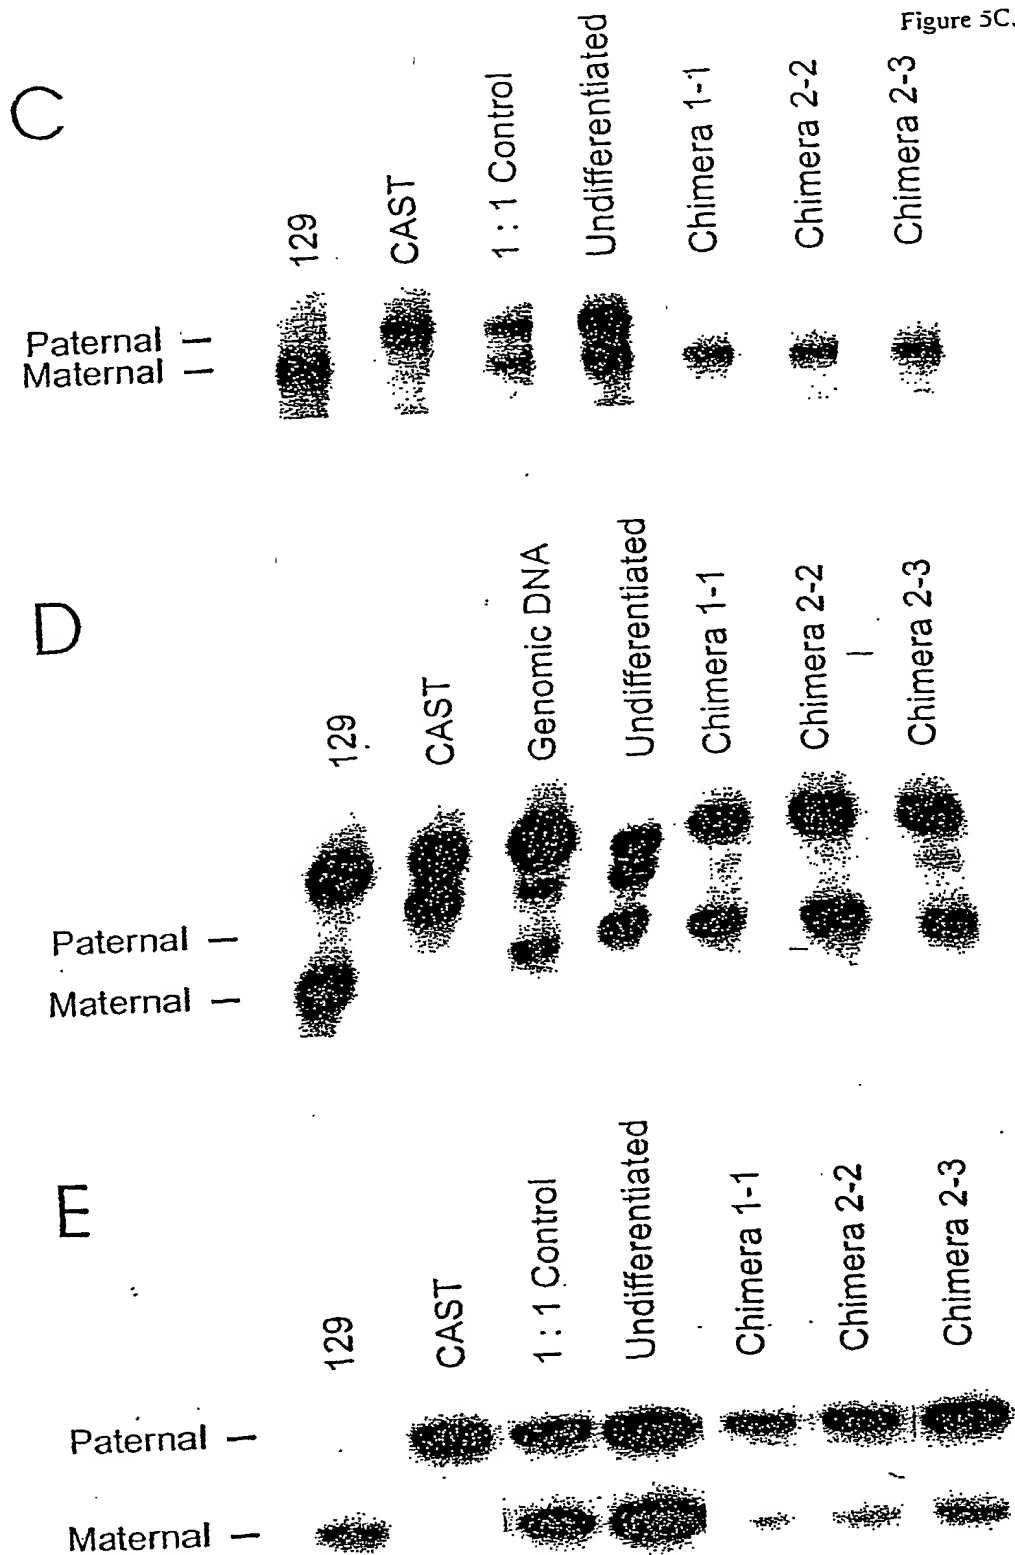 Figure 5C.
C
129
CAST
1 : 1 Control
Undifferentiated
Chimera 1-1
Chimera 2-2
Chimera 2-3
Paternal
Maternal
D
129
CAST
Genomic DNA
Undifferentiated
Chimera 1-1
Chimera 2-2
Chimera 2-3
Paternal
Maternal
E
129
CAST
1 : 1 Control
Undifferentiated
Chimera 1-1
Chimera 2-2
Chimera 2-3
Paternal
Maternal